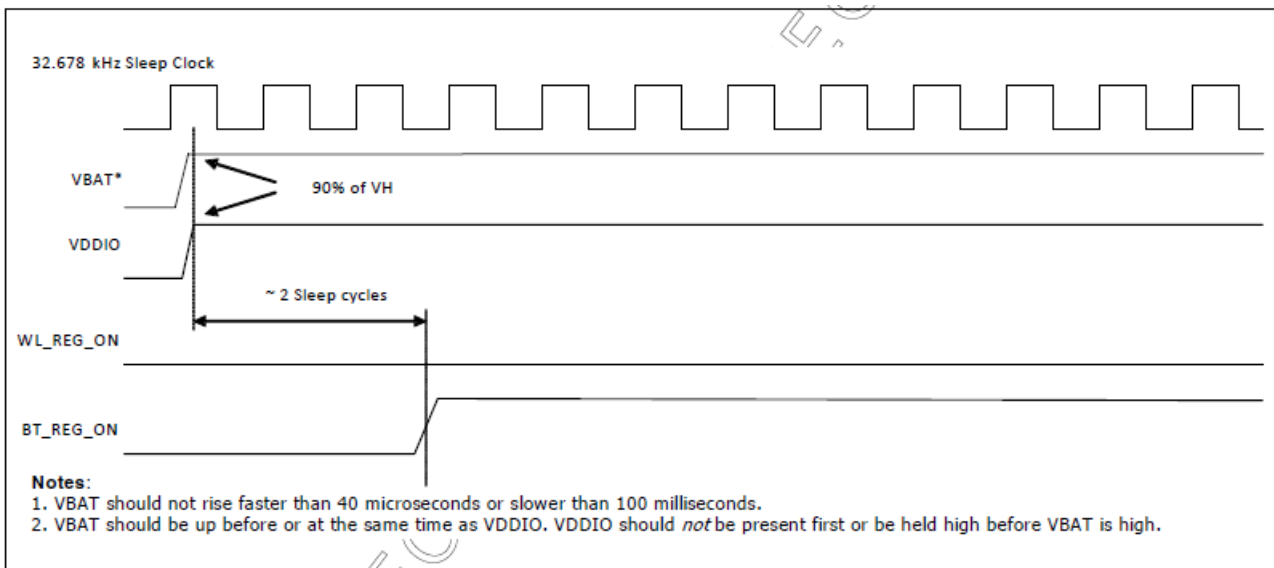 32.678 kHz Sleep Clock
VBAT*
90% of VH
VDDIO
~ 2 Sleep cycles
WL_REG_ON
BT_REG_ON
Notes:
1. VBAT should not rise faster than 40 microseconds or slower than 100 milliseconds.
2. VBAT should be up before or at the same time as VDDIO. VDDIO should not be present first or be held high before VBAT is high.